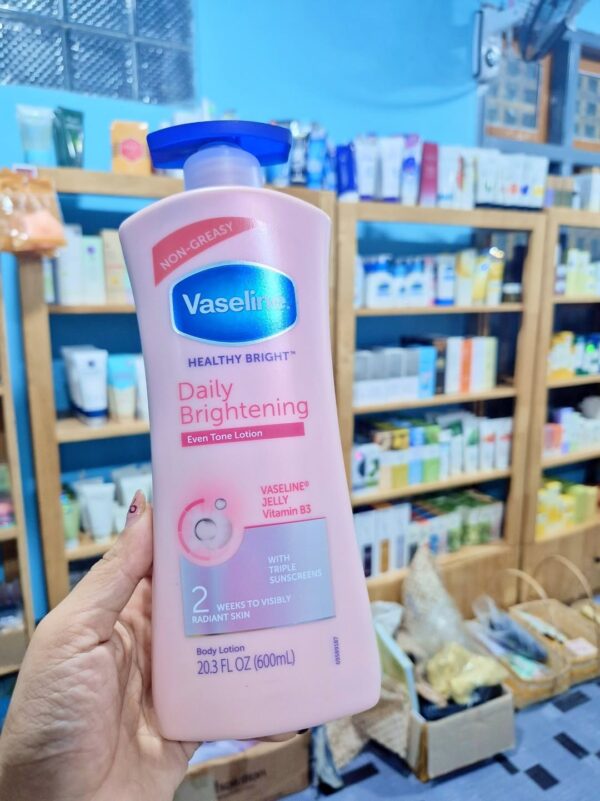 NON-GREASY
Vaseline
HEALTHY BRIGHT™
Daily
Brightening
Even Tone Lotion
VASELINE®
JELLY
Vitamin B3
WITH
TRIPLE
SUNSCREENS
2 WEEKS TO VISIBLY
RADIANT SKIN
Body Lotion
20.3 FL OZ (600mL)